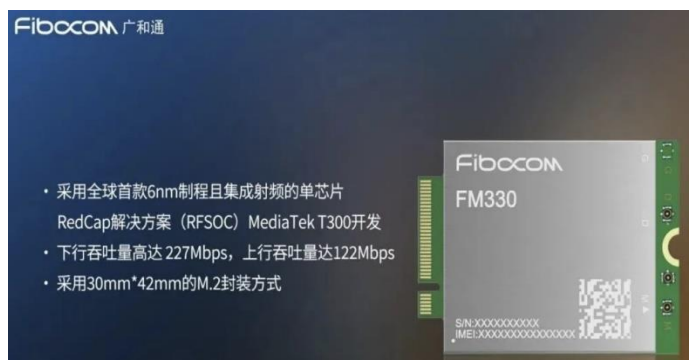 Fibocom 广和通
· 采用全球首款6nm制程且集成射频的单芯片
RedCap解决方案（RFSOC）MediaTek T300开发
· 下行吞吐量高达 227Mbps，上行吞吐量达122Mbps
· 采用30mm*42mm的M.2封装方式
Fibocom
FM330
S/N:XXXXXXXXXX
IMEI:XXXXXXXXXXXXXXX